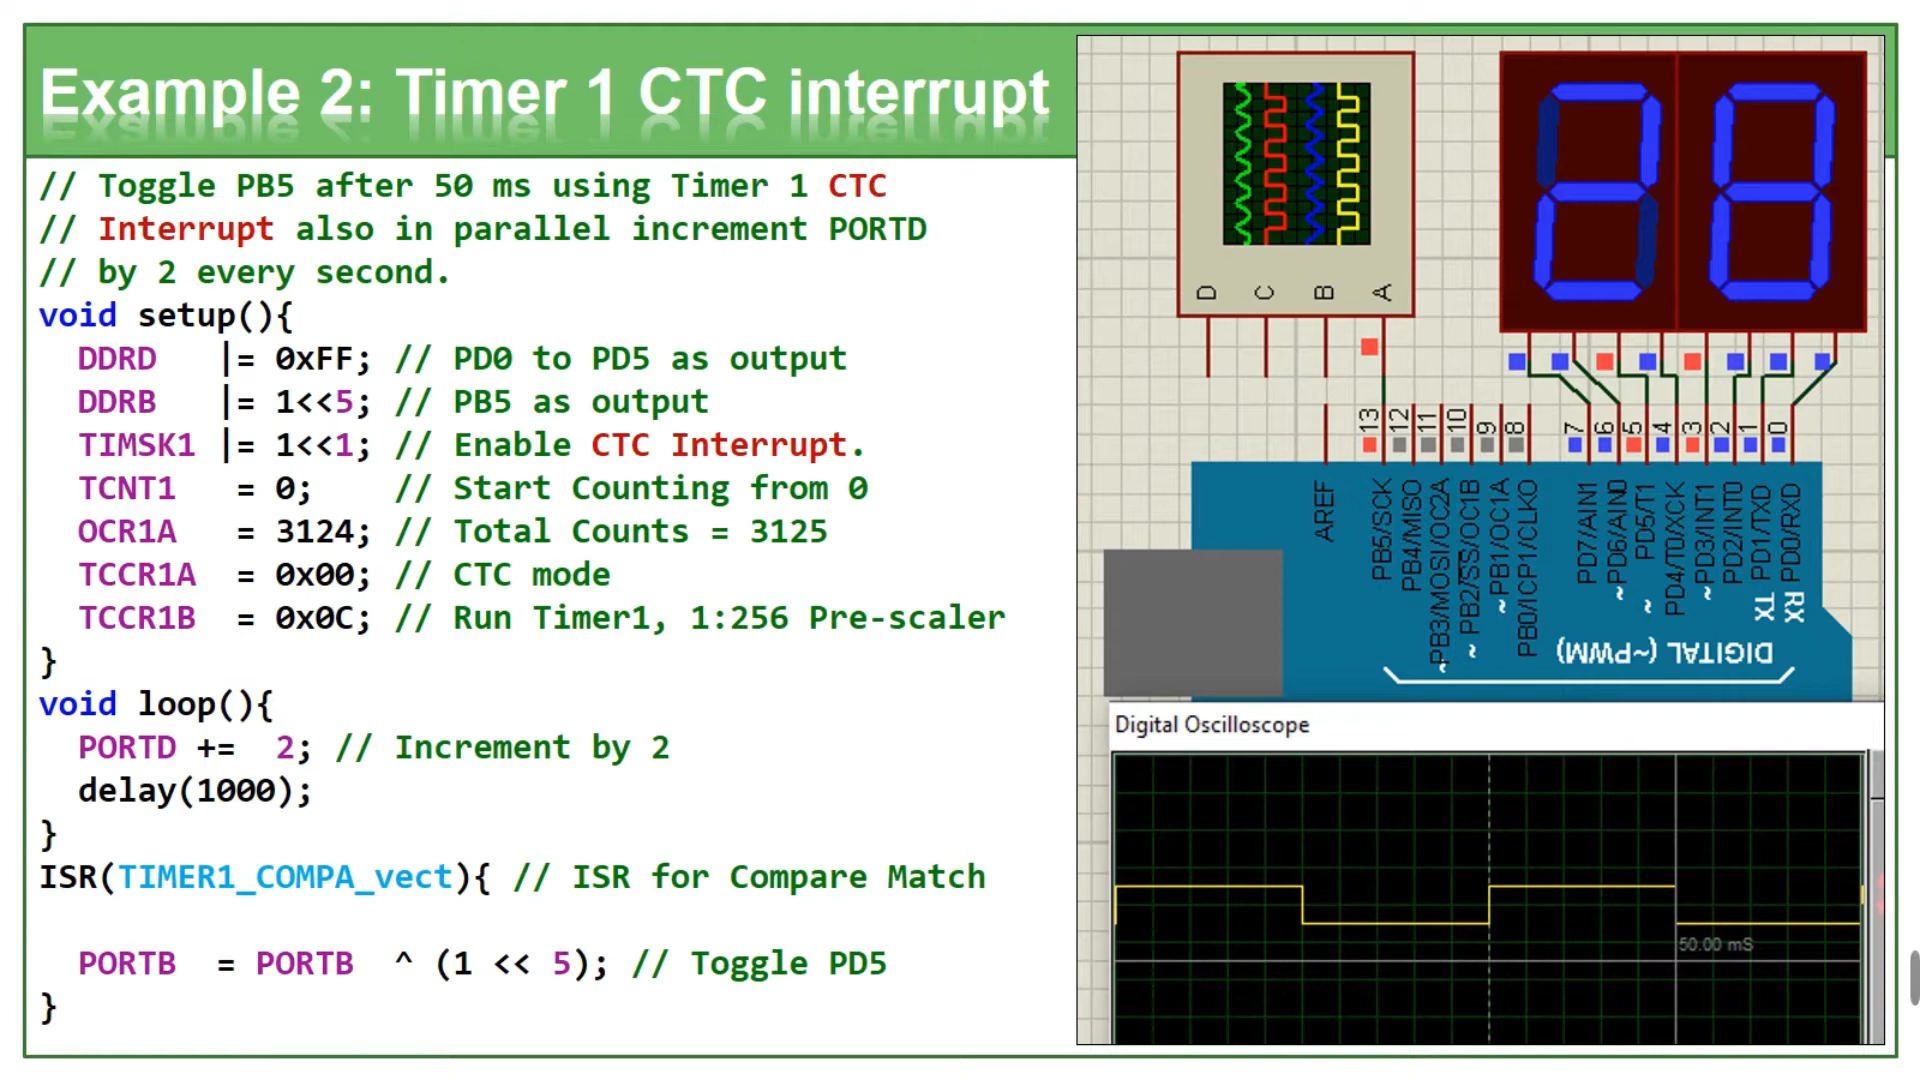 Example 2: Timer 1 CTC interrupt
// Toggle PB5 after 50 ms using Timer 1 CTC
// Interrupt also in parallel increment PORTD
// by 2 every second.
void setup(){
DDRD |= 0xFF; // PD0 to PD5 as output
DDRB |= 1<<5; // PB5 as output
TIMSK1 |= 1<<1; // Enable CTC Interrupt.
TCNT1 = 0; // Start Counting from 0
OCR1A = 3124; // Total Counts = 3125
TCCR1A = 0x00; // CTC mode
TCCR1B = 0x0C; // Run Timer1, 1:256 Pre-scaler
}
void loop(){
PORTD += 2; // Increment by 2
delay(1000);
}
ISR(TIMER1_COMPA_vect){ // ISR for Compare Match
PORTB = PORTB ^ (1 << 5); // Toggle PD5
}
28
D C B A
13 12 11 10 9 8 7 6 5 4 3 2 1 0
AREF
PB5/SCK
PB4/MISO
~PB3/MOSI/OC2A
~PB2/SS/OC1B
~PB1/OC1A
PB0/ICP1/CLKO
PD7/AIN1
~PD6/AIN0
~PD5/T1
PD4/T0/XCK
~PD3/INT1
PD2/INT0
PD1/TXD
PD0/RXD
TX
RX
DIGITAL (~PWM)
Digital Oscilloscope
50.00 mS